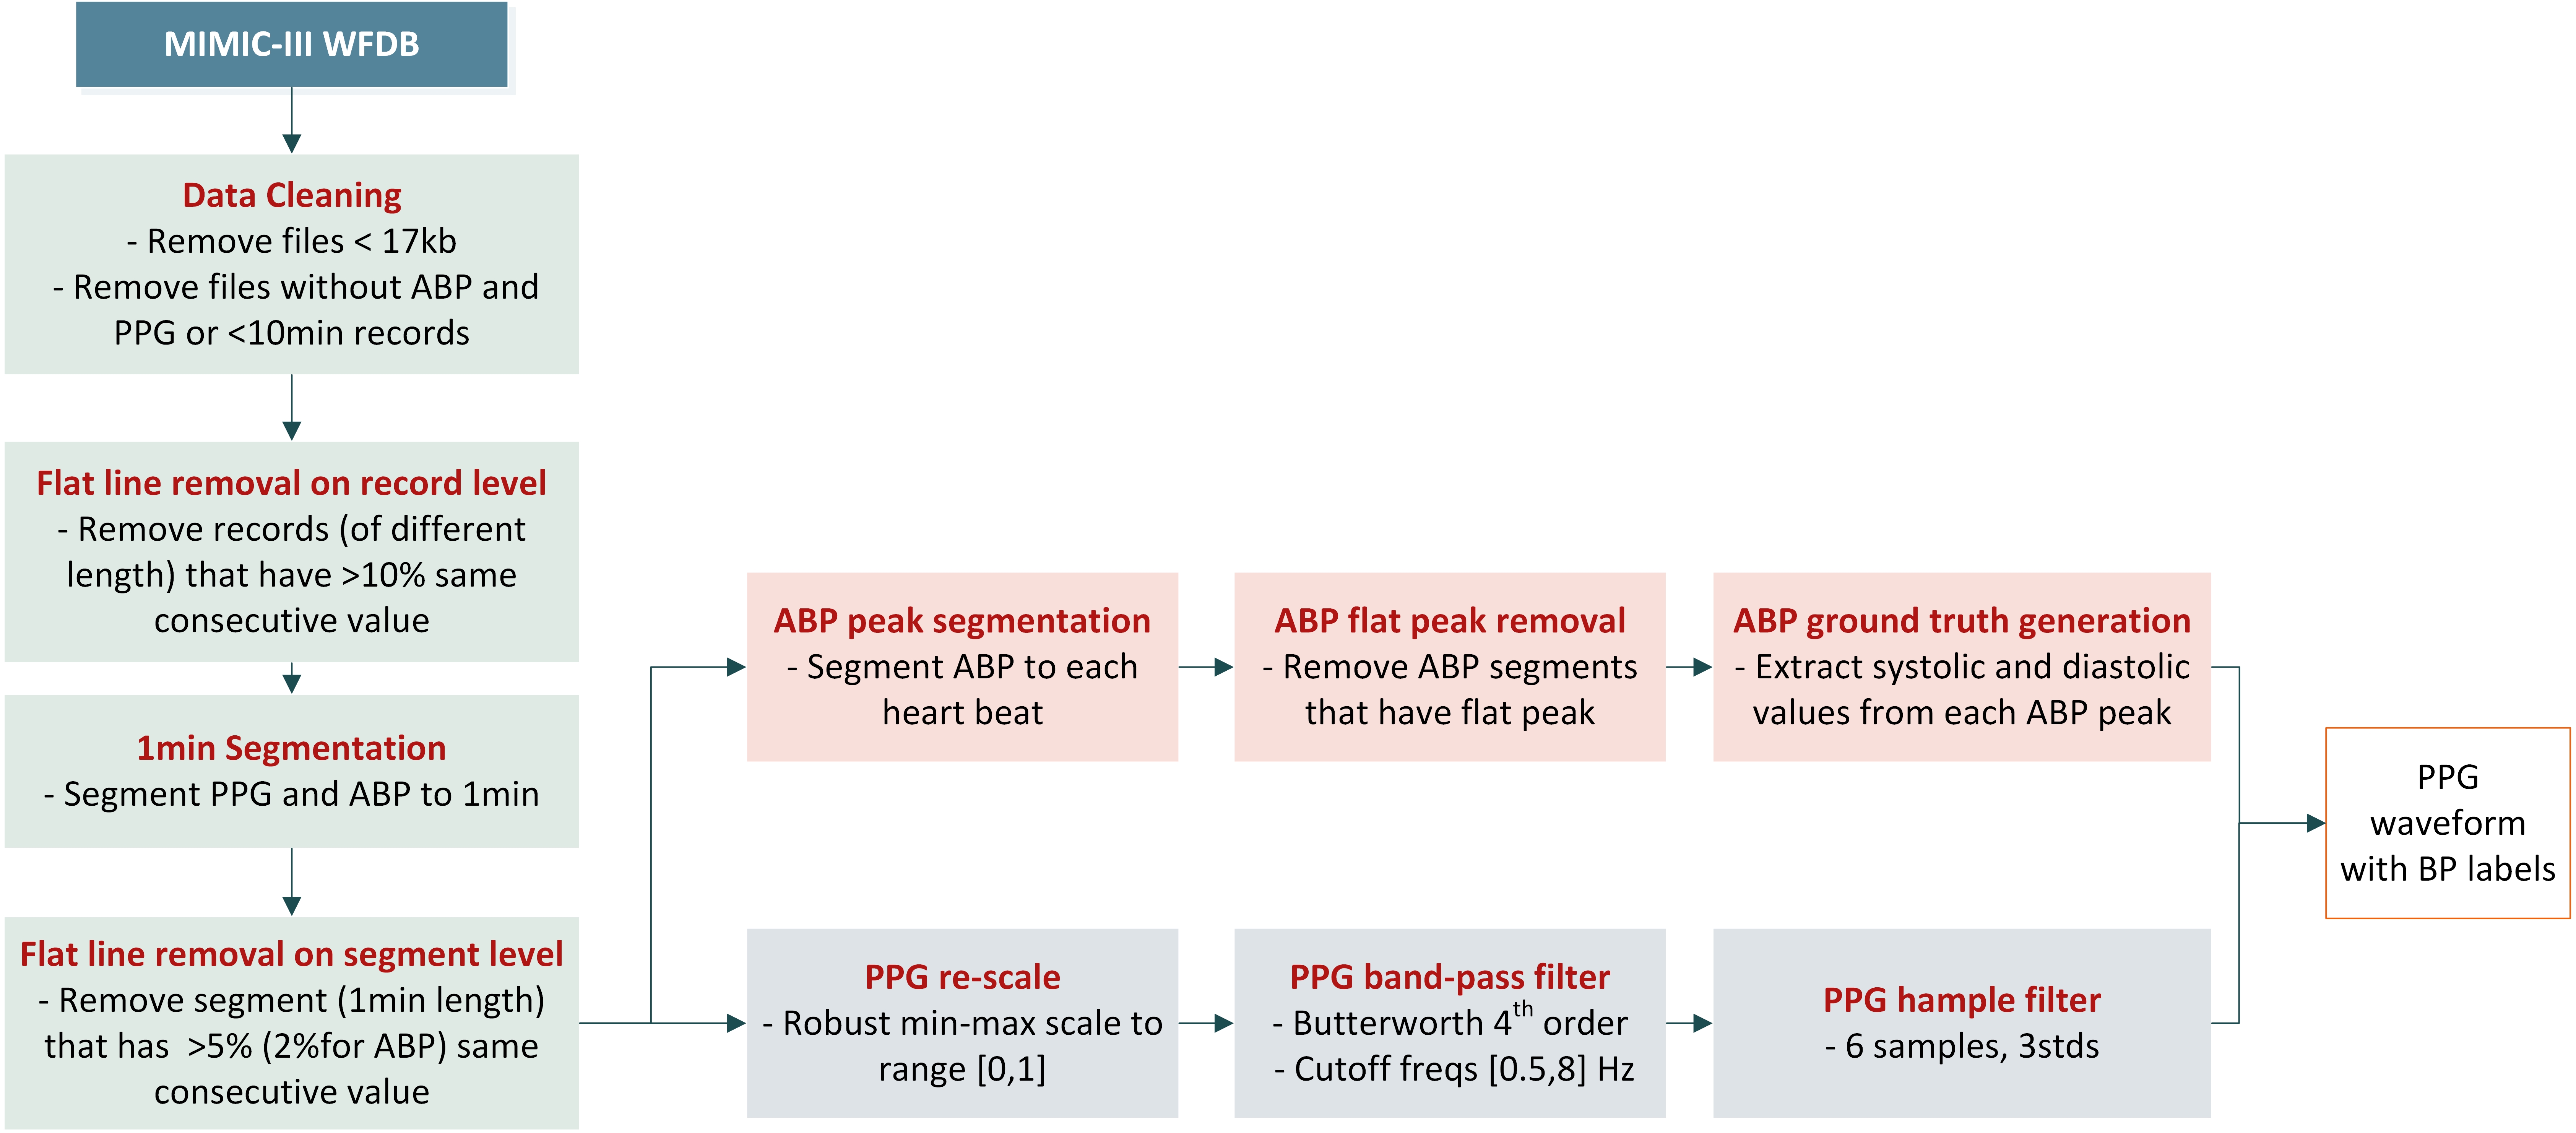 MIMIC-III WFDB
Data Cleaning
- Remove files < 17kb
- Remove files without ABP and
PPG or <10min records
Flat line removal on record level
- Remove records (of different
length) that have >10% same
consecutive value
1min Segmentation
- Segment PPG and ABP to 1min
Flat line removal on segment level
- Remove segment (1min length)
that has >5% (2%for ABP) same
consecutive value
ABP peak segmentation
- Segment ABP to each
heart beat
ABP flat peak removal
- Remove ABP segments
that have flat peak
ABP ground truth generation
- Extract systolic and diastolic
values from each ABP peak
PPG re-scale
- Robust min-max scale to
range [0,1]
PPG band-pass filter
- Butterworth 4th order
- Cutoff freqs [0.5,8] Hz
PPG hample filter
- 6 samples, 3stds
PPG
waveform
with BP labels